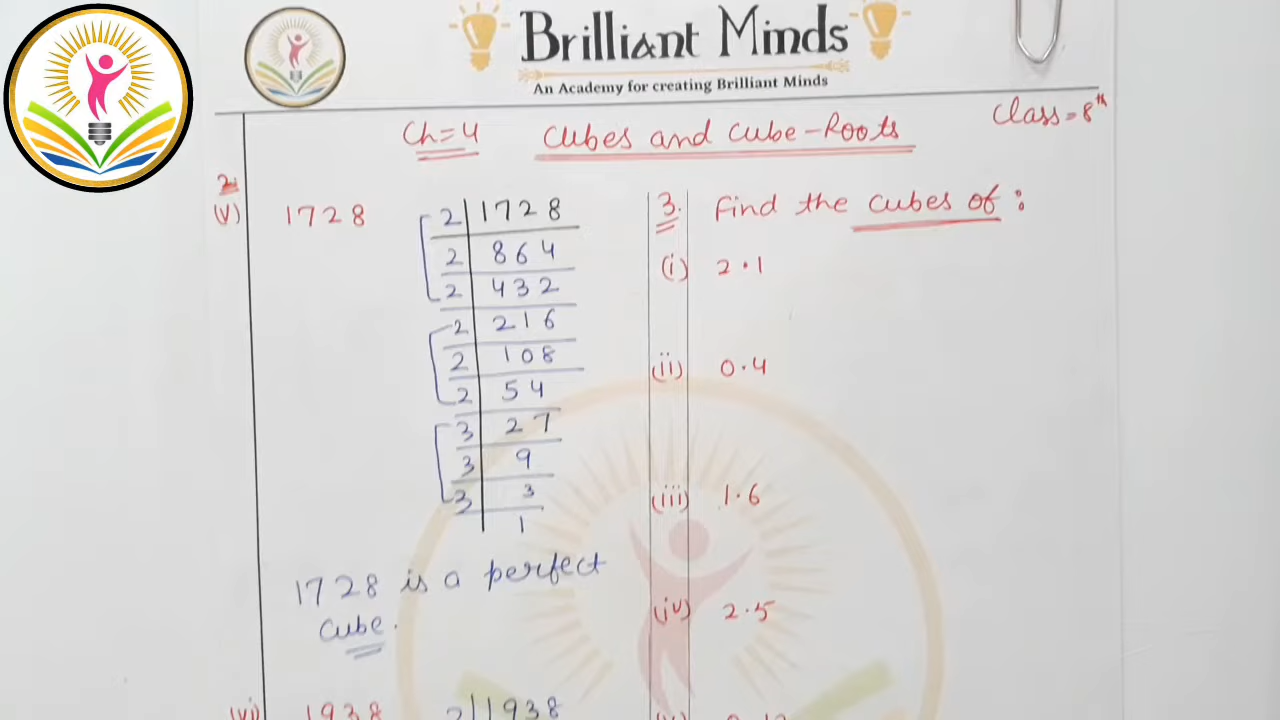 Brilliant Minds
An Academy for creating Brilliant Minds
Ch=4 Cubes and Cube-Roots Class=8th
2.
(v) 1728
2 | 1728
2 | 864
2 | 432
2 | 216
2 | 108
2 | 54
3 | 27
3 | 9
3 | 3
1
1728 is a perfect
cube.
(vi) 1938 2 | 1938
3. Find the cubes of :
(i) 2.1
(ii) 0.4
(iii) 1.6
(iv) 2.5